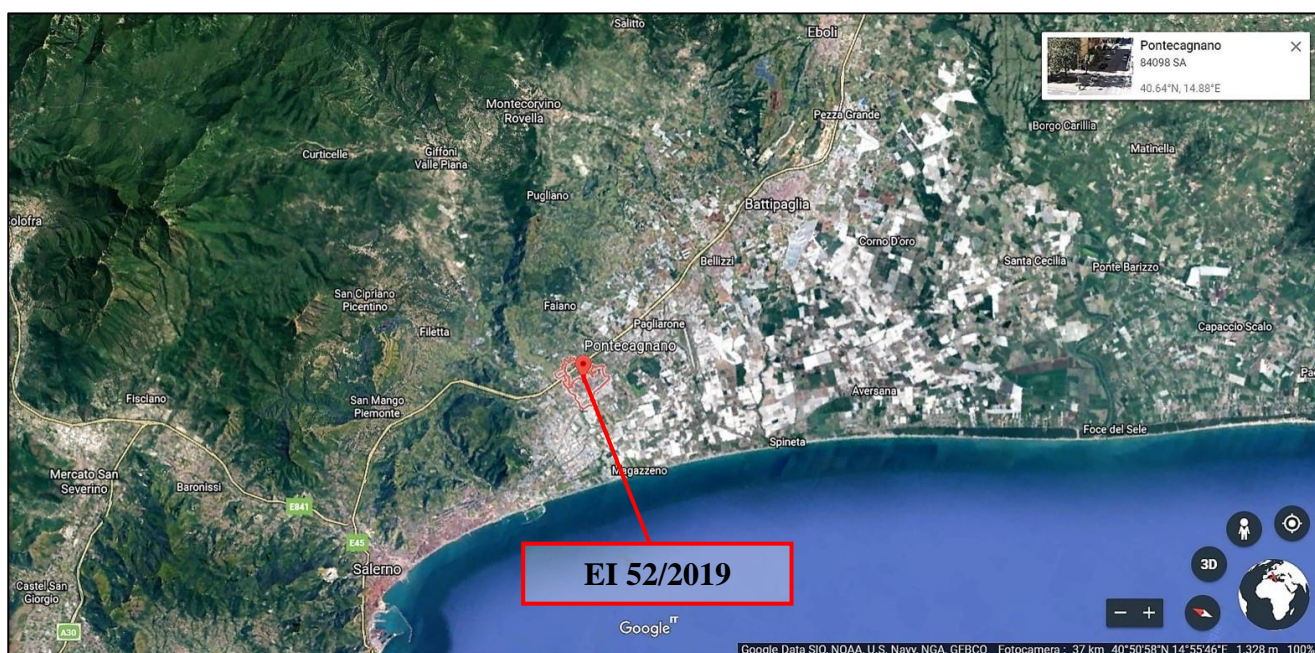 Salitto
Eboli
Pontecagnano
84098 SA
40.64°N, 14.88°E
Montecorvino
Rovella
Pezza Grande
Borgo Carillia
Matinella
Curticelle
Giffoni
Valle Piana
Pugliano
Battipaglia
olofra
Corno D'oro
Bellizzi
Santa Cecilia
Ponte Barizzo
San Cipriano
Picentino
Faiano
Filetta
Pagliarone
Capaccio Scalo
Pontecagnano
Pae
Fisciano
San Mango
Piemonte
Aversana
Foce del Sele
Spineta
Mercato San
Severino
Baronissi
Magazzeno
E841
E45
Salerno
EI 52/2019
3D
Castel San
Giorgio
A30
Google
IT
Google Data SIO, NOAA, U.S. Navy, NGA, GEBCO Fotocamera : 37 km 40°50'58"N 14°55'46"E 1.328 m 100%